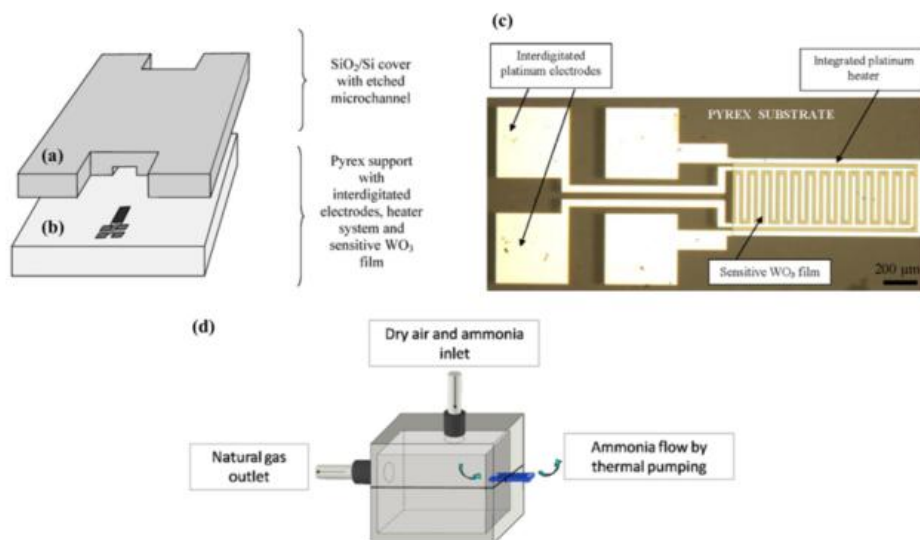 (a)
(b)
SiO₂/Si cover
with etched
microchannel
Pyrex support
with
interdigitated
electrodes, heater
system and
sensitive WO₃
film
(c)
Interdigitated
platinum electrodes
Integrated platinum
heater
PYREX SUBSTRATE
Sensitive WO₃ film
200 µm
(d)
Dry air and ammonia
inlet
Natural gas
outlet
Ammonia flow by
thermal pumping